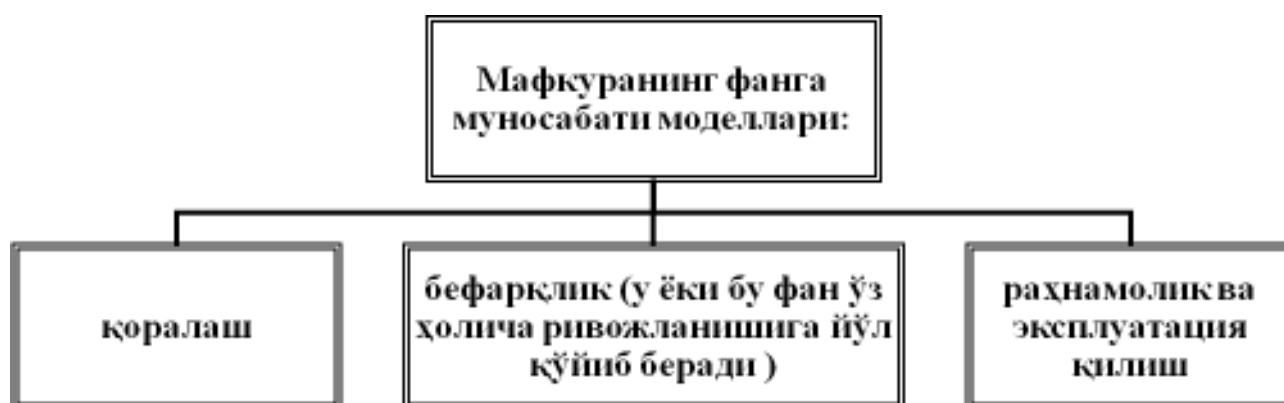 Мафкуранинг фанга
муносабати моделлари:
қоралаш
бефарқлик (у ёки бу фан ўз
ҳолича ривожланишига йўл
қўйиб беради )
раҳнамолик ва
эксплуатация
қилиш